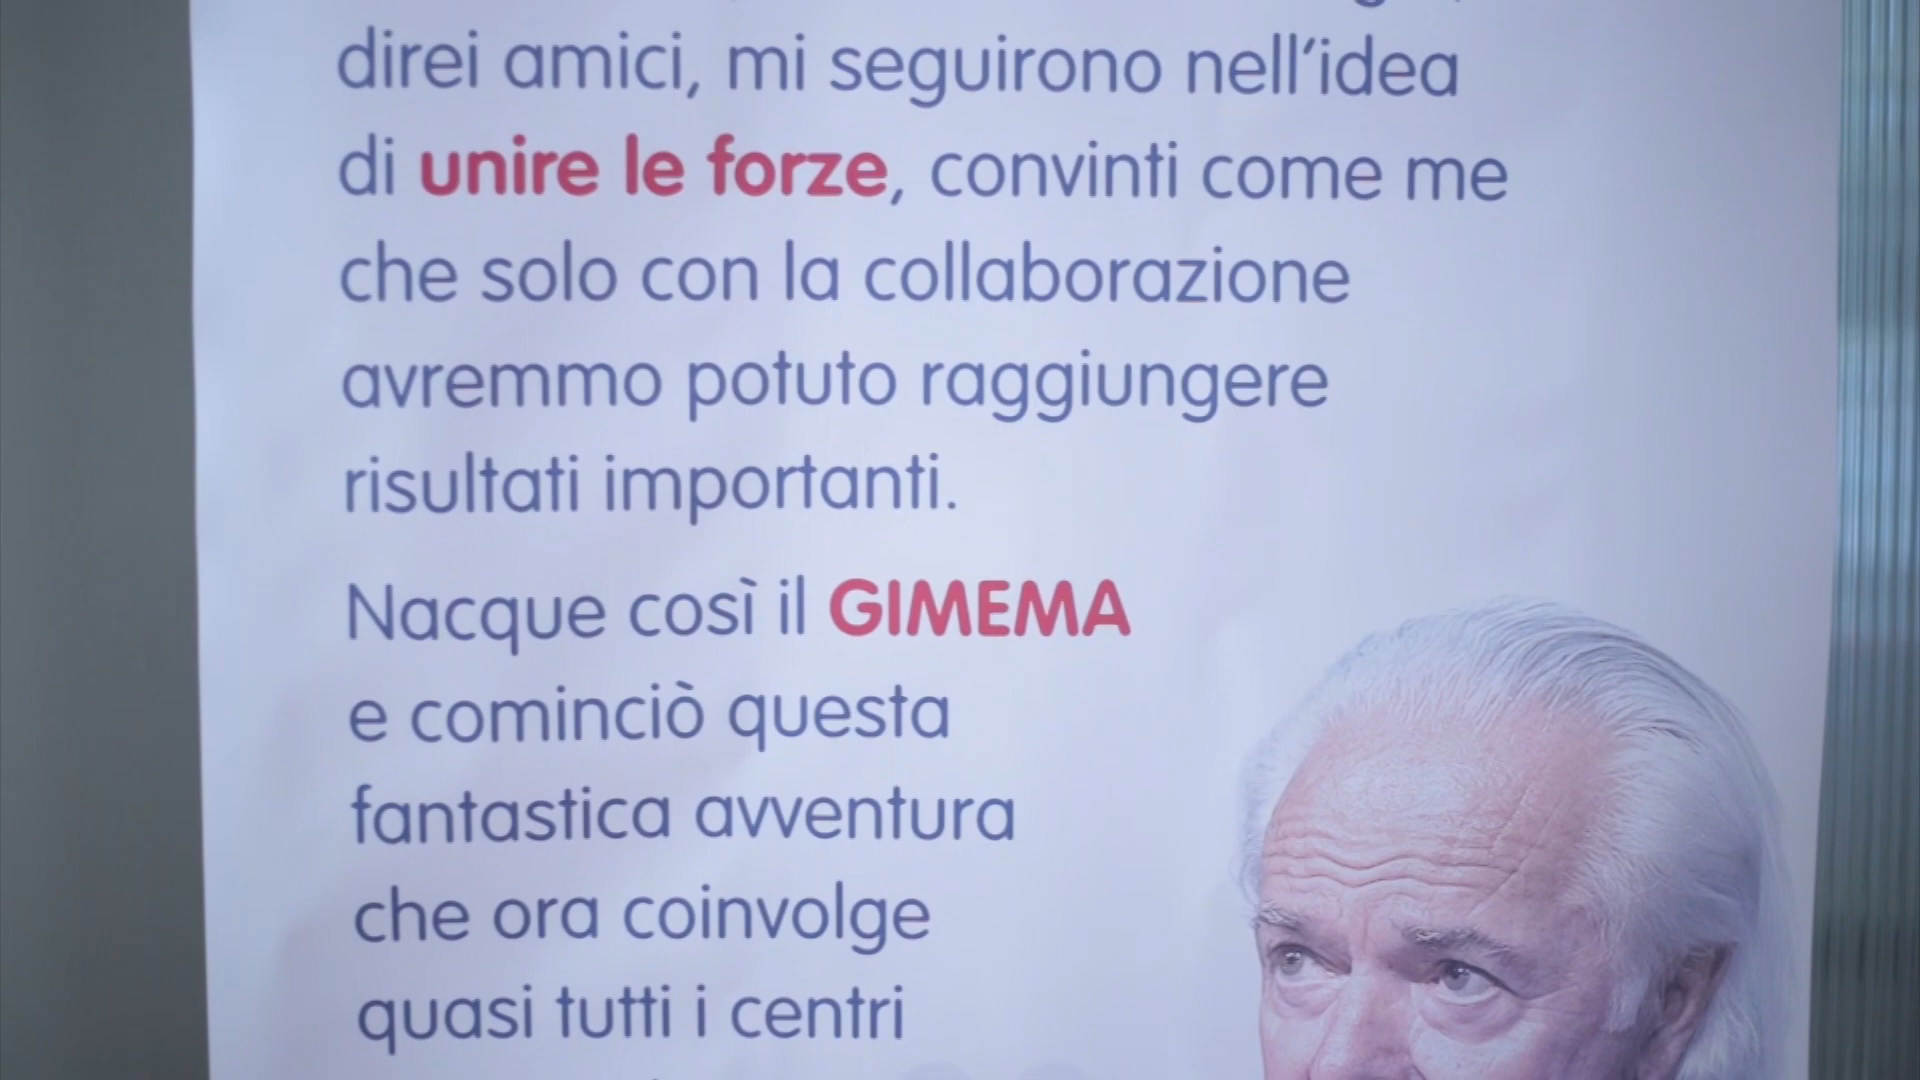 direi amici, mi seguirono nell'idea
di unire le forze, convinti come me
che solo con la collaborazione
avremmo potuto raggiungere
risultati importanti.
Nacque così il GIMEMA
e cominciò questa
fantastica avventura
che ora coinvolge
quasi tutti i centri